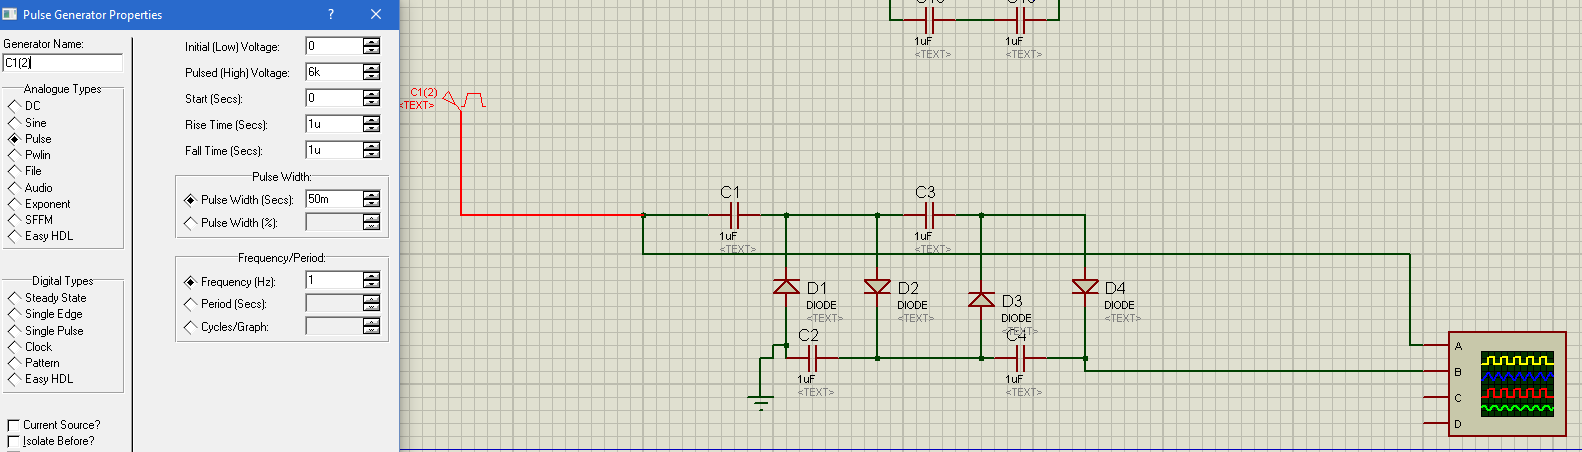 Pulse Generator Properties
?
Generator Name:
C1(2)
Analogue Types
DC
Sine
Pulse
Pwlin
File
Audio
Exponent
SFFM
Easy HDL
Digital Types
Steady State
Single Edge
Single Pulse
Clock
Pattern
Easy HDL
Current Source?
Isolate Before?
Initial (Low) Voltage: 0
Pulsed (High) Voltage: 6k
Start (Secs): 0
Rise Time (Secs): 1u
Fall Time (Secs): 1u
Pulse Width:
Pulse Width (Secs): 50m
Pulse Width (%):
Frequency/Period:
Frequency (Hz): 1
Period (Secs):
Cycles/Graph:
1uF
<TEXT>
1uF
<TEXT>
C1(2)
<TEXT>
C1
1uF
<TEXT>
C3
1uF
<TEXT>
D1
DIODE
<TEXT>
D2
DIODE
<TEXT>
D3
DIODE
<TEXT>
D4
DIODE
<TEXT>
C2
1uF
<TEXT>
C4
1uF
<TEXT>
A
B
C
D